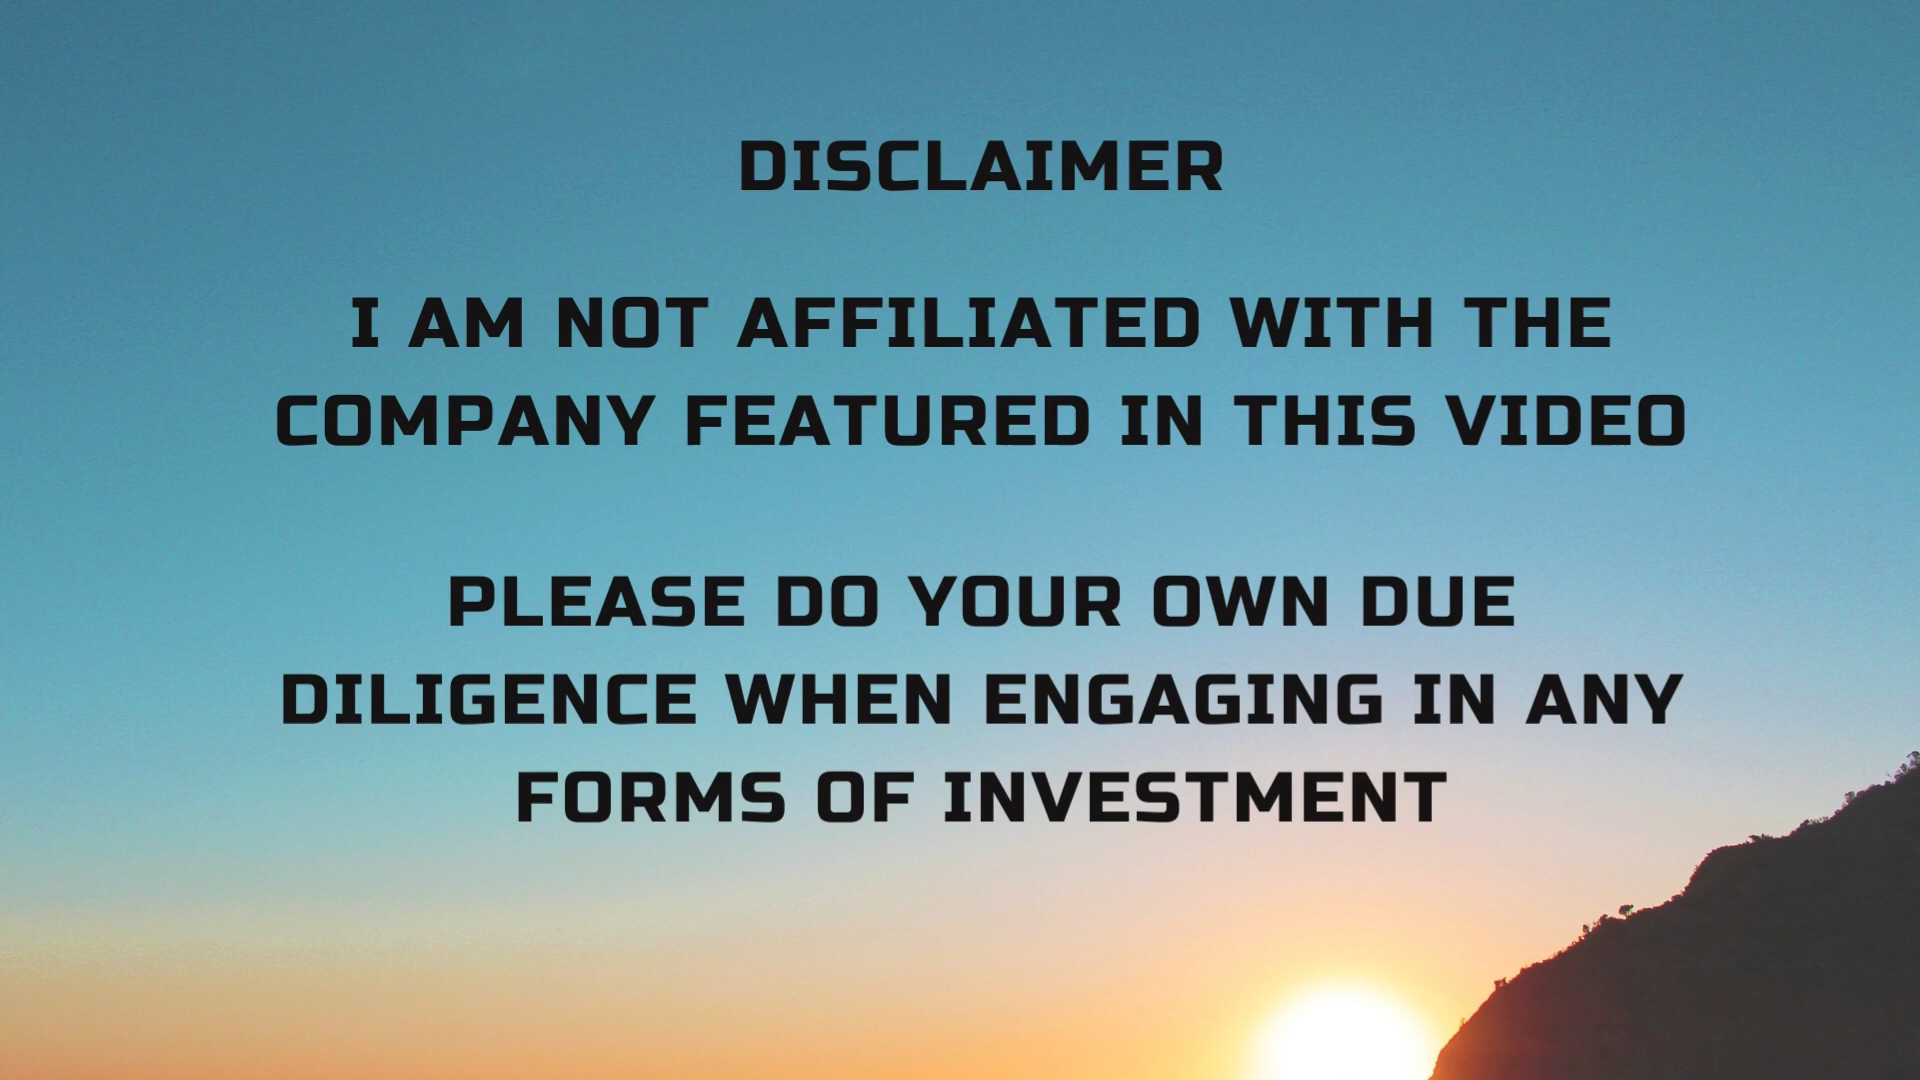 DISCLAIMER
I AM NOT AFFILIATED WITH THE
COMPANY FEATURED IN THIS VIDEO
PLEASE DO YOUR OWN DUE
DILIGENCE WHEN ENGAGING IN ANY
FORMS OF INVESTMENT